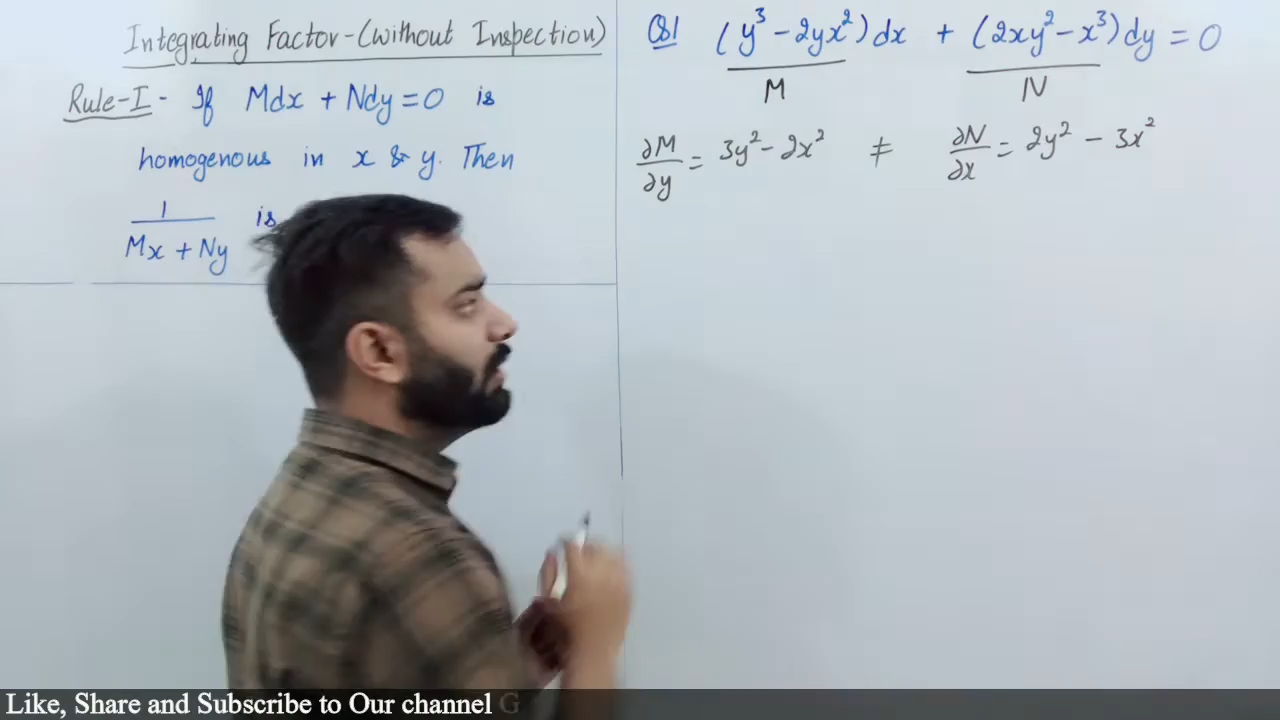 Integrating Factor-(without Inspection)
Rule-I - If Mdx + Ndy = 0 is
homogenous in x & y. Then
1/(Mx + Ny) is
Q1 (y³ - 2yx²)dx + (2xy² - x³)dy = 0
M N
∂M/∂y = 3y² - 2x² ≠ ∂N/∂x = 2y² - 3x²
Like, Share and Subscribe to Our channel G